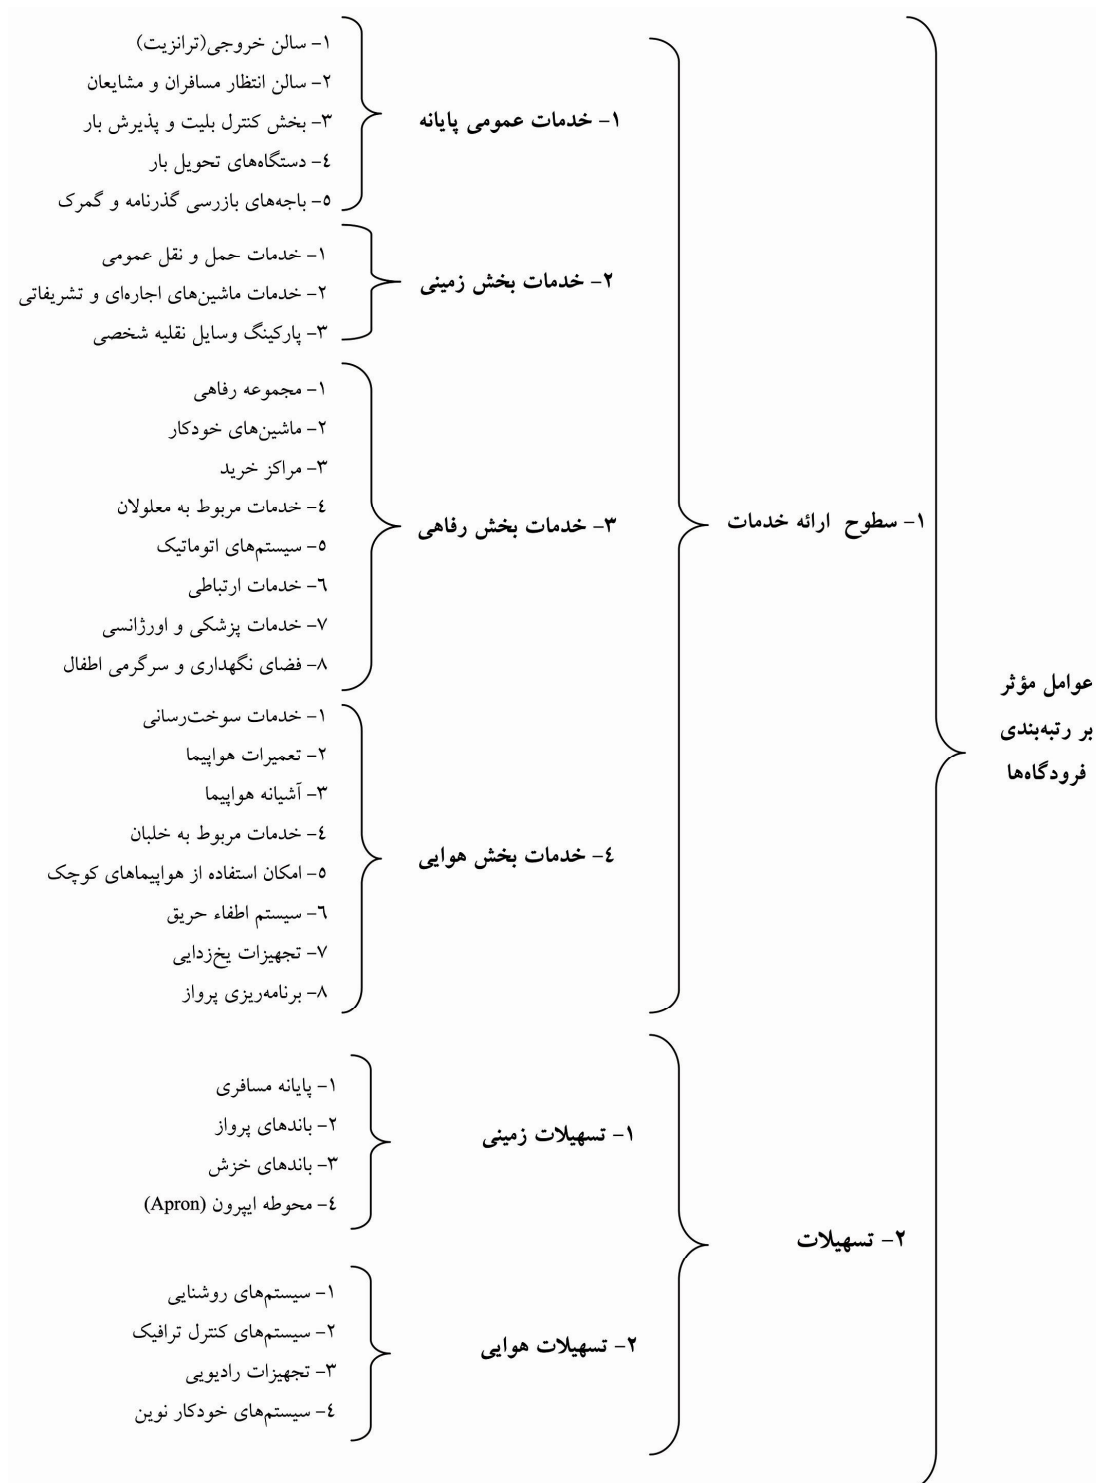 عوامل مؤثر
بر رتبه‌بندی
فرودگاه‌ها
۱- سطوح ارائه خدمات
۱- خدمات عمومی پایانه
۱- سالن خروجی(ترانزیت)
۲- سالن انتظار مسافران و مشایعان
۳- بخش کنترل بلیت و پذیرش بار
٤- دستگاه‌های تحویل بار
٥- باجه‌های بازرسی گذرنامه و گمرک
۲- خدمات بخش زمینی
۱- خدمات حمل و نقل عمومی
۲- خدمات ماشین‌های اجاره‌ای و تشریفاتی
۳- پارکینگ وسایل نقلیه شخصی
۳- خدمات بخش رفاهی
۱- مجموعه رفاهی
۲- ماشین‌های خودکار
۳- مراکز خرید
٤- خدمات مربوط به معلولان
٥- سیستم‌های اتوماتیک
٦- خدمات ارتباطی
۷- خدمات پزشکی و اورژانسی
۸- فضای نگهداری و سرگرمی اطفال
٤- خدمات بخش هوایی
۱- خدمات سوخت‌رسانی
۲- تعمیرات هواپیما
۳- آشیانه هواپیما
٤- خدمات مربوط به خلبان
٥- امکان استفاده از هواپیماهای کوچک
٦- سیستم اطفاء حریق
۷- تجهیزات یخ‌زدایی
۸- برنامه‌ریزی پرواز
۲- تسهیلات
۱- تسهیلات زمینی
۱- پایانه مسافری
۲- باندهای پرواز
۳- باندهای خزش
٤- محوطه ایپرون (Apron)
۲- تسهیلات هوایی
۱- سیستم‌های روشنایی
۲- سیستم‌های کنترل ترافیک
۳- تجهیزات رادیویی
٤- سیستم‌های خودکار نوین